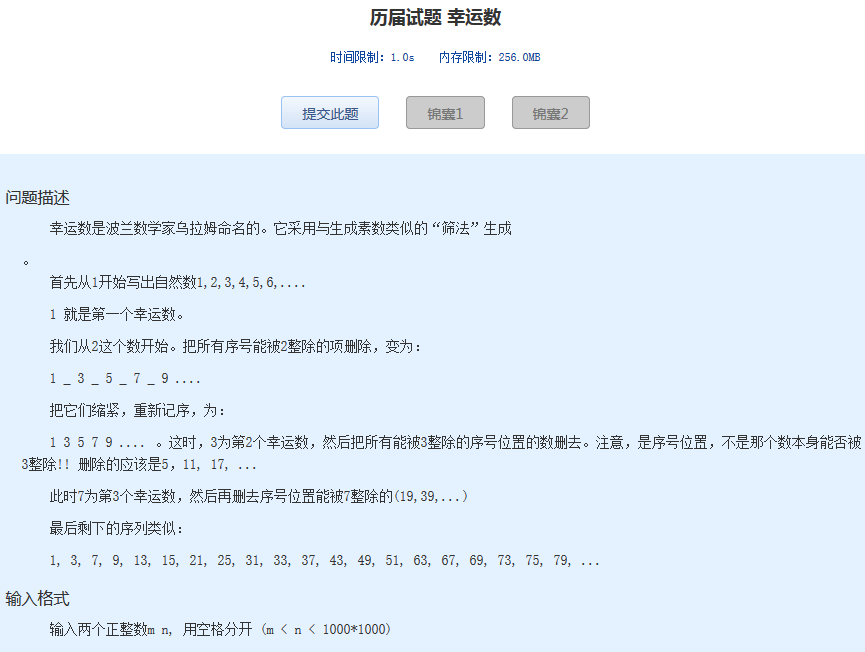 历届试题 幸运数
时间限制：1.0s 内存限制：256.0MB
提交此题 锦囊1 锦囊2
问题描述
幸运数是波兰数学家乌拉姆命名的。它采用与生成素数类似的“筛法”生成
。
首先从1开始写出自然数1,2,3,4,5,6,....
1 就是第一个幸运数。
我们从2这个数开始。把所有序号能被2整除的项删除，变为：
1 _ 3 _ 5 _ 7 _ 9 ....
把它们缩紧，重新记序，为：
1 3 5 7 9 .... 。这时，3为第2个幸运数，然后把所有能被3整除的序号位置的数删去。注意，是序号位置，不是那个数本身能否被
3整除!! 删除的应该是5，11, 17, ...
此时7为第3个幸运数，然后再删去序号位置能被7整除的(19,39,...)
最后剩下的序列类似：
1, 3, 7, 9, 13, 15, 21, 25, 31, 33, 37, 43, 49, 51, 63, 67, 69, 73, 75, 79, ...
输入格式
输入两个正整数m n, 用空格分开 (m < n < 1000*1000)